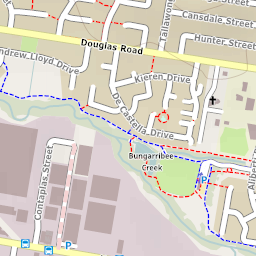 Cansdale Street
Tallawong
Hunter Street
Douglas Road
Kieren Drive
Andrew Lloyd Drive
De Castella Drive
Bungarribee
Creek
Contaplas Street
P
P